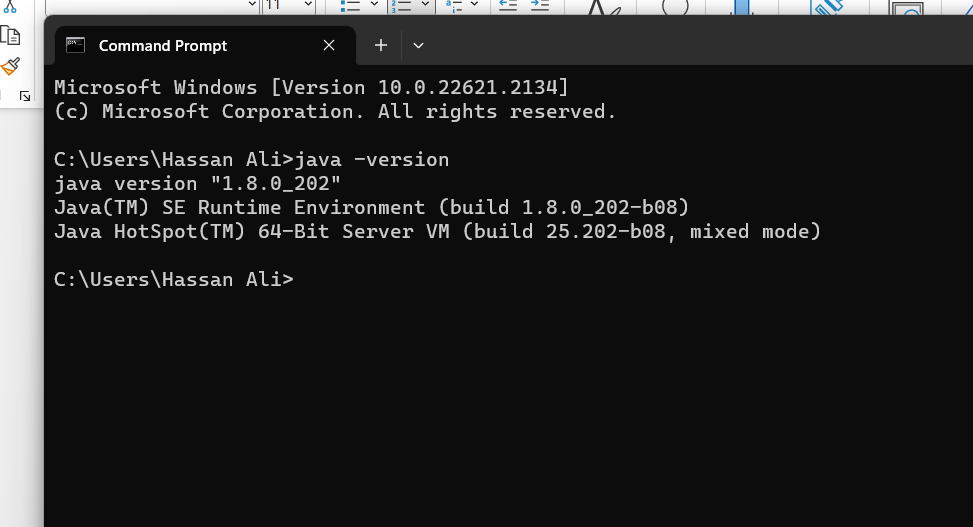 11
Command Prompt
Microsoft Windows [Version 10.0.22621.2134]
(c) Microsoft Corporation. All rights reserved.
C:\Users\Hassan Ali>java -version
java version "1.8.0_202"
Java(TM) SE Runtime Environment (build 1.8.0_202-b08)
Java HotSpot(TM) 64-Bit Server VM (build 25.202-b08, mixed mode)
C:\Users\Hassan Ali>